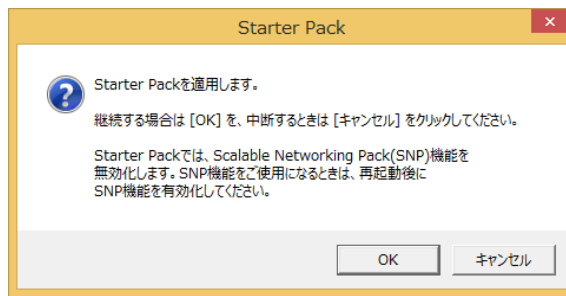 Starter Pack
Starter Packを適用します。
継続する場合は [OK] を、中断するときは [キャンセル] をクリックしてください。
Starter Packでは、Scalable Networking Pack(SNP)機能を
無効化します。SNP機能をご使用になるときは、再起動後に
SNP機能を有効化してください。
OK
キャンセル